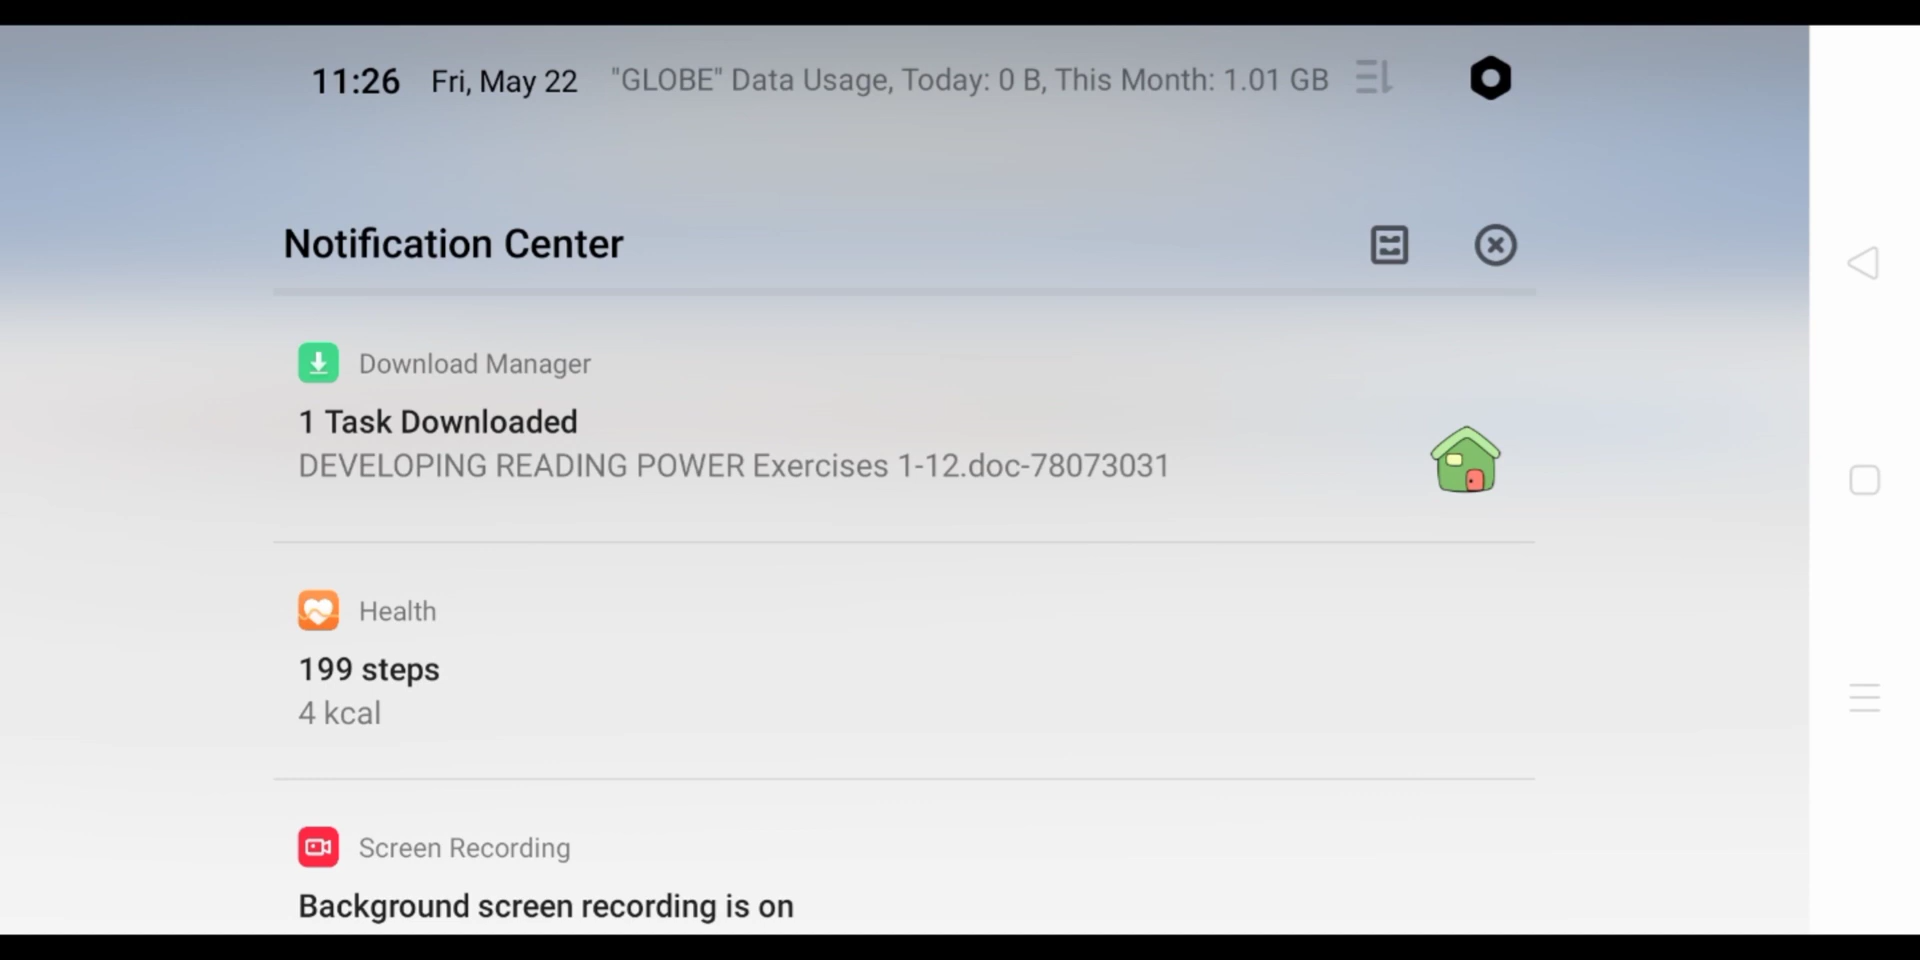 11:26 Fri, May 22 "GLOBE" Data Usage, Today: 0 B, This Month: 1.01 GB
Notification Center
Download Manager
1 Task Downloaded
DEVELOPING READING POWER Exercises 1-12.doc-78073031
Health
199 steps
4 kcal
Screen Recording
Background screen recording is on